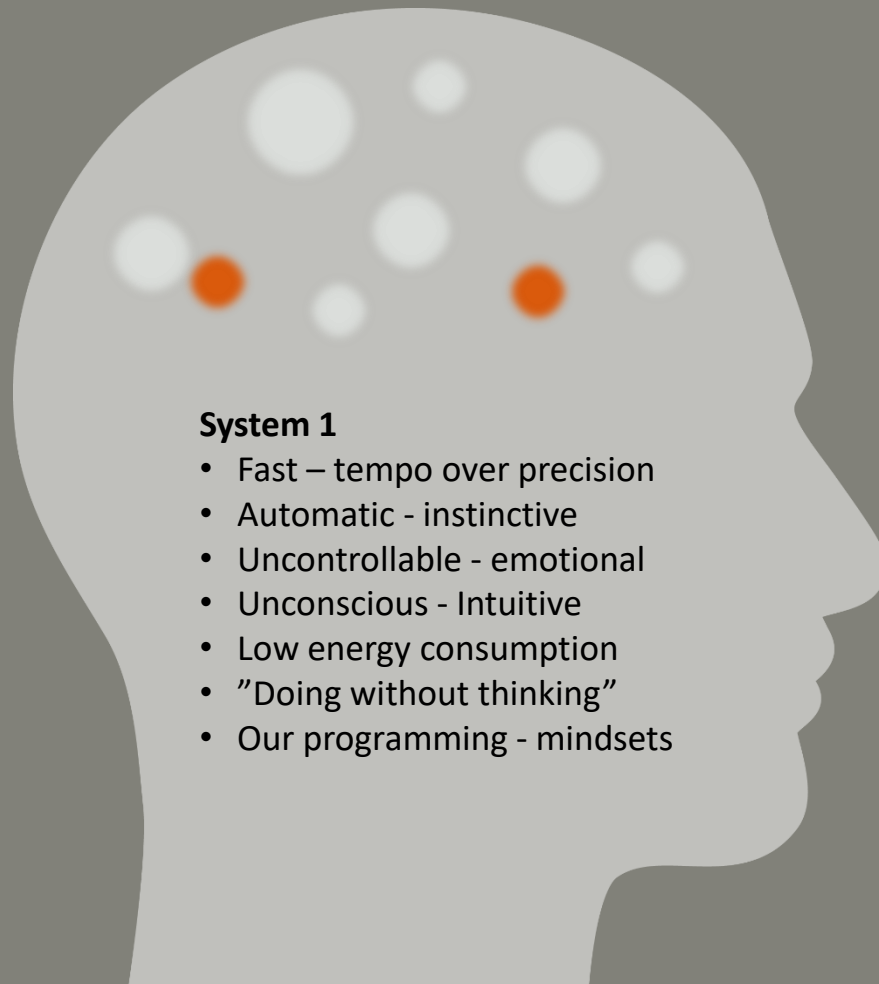 System 1
• Fast – tempo over precision
• Automatic - instinctive
• Uncontrollable - emotional
• Unconscious - Intuitive
• Low energy consumption
• ”Doing without thinking”
• Our programming - mindsets